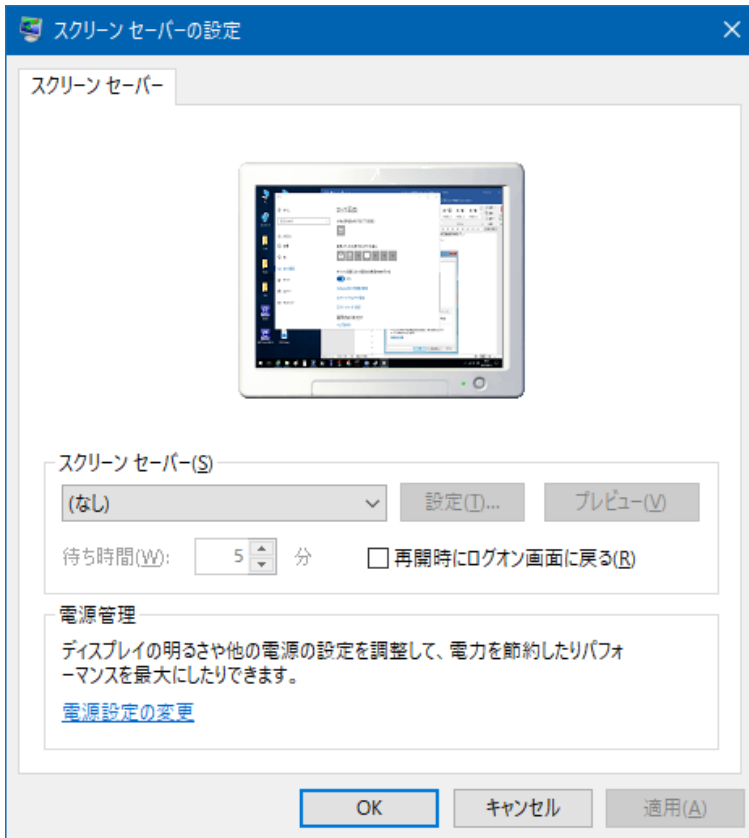 スクリーン セーバーの設定
スクリーン セーバー
スクリーン セーバー(S)
(なし)
設定(T)...
プレビュー(V)
待ち時間(W):
5
分
再開時にログオン画面に戻る(R)
電源管理
ディスプレイの明るさや他の電源の設定を調整して、電力を節約したりパフォ
ーマンスを最大にしたりできます。
電源設定の変更
OK
キャンセル
適用(A)